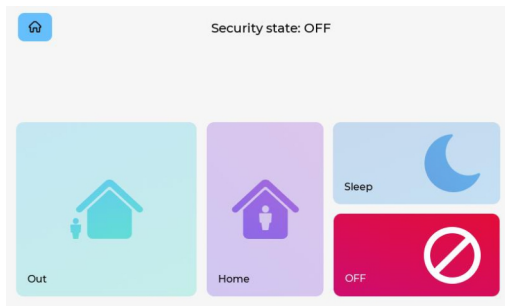 Security state: OFF
Sleep
Out
Home
OFF